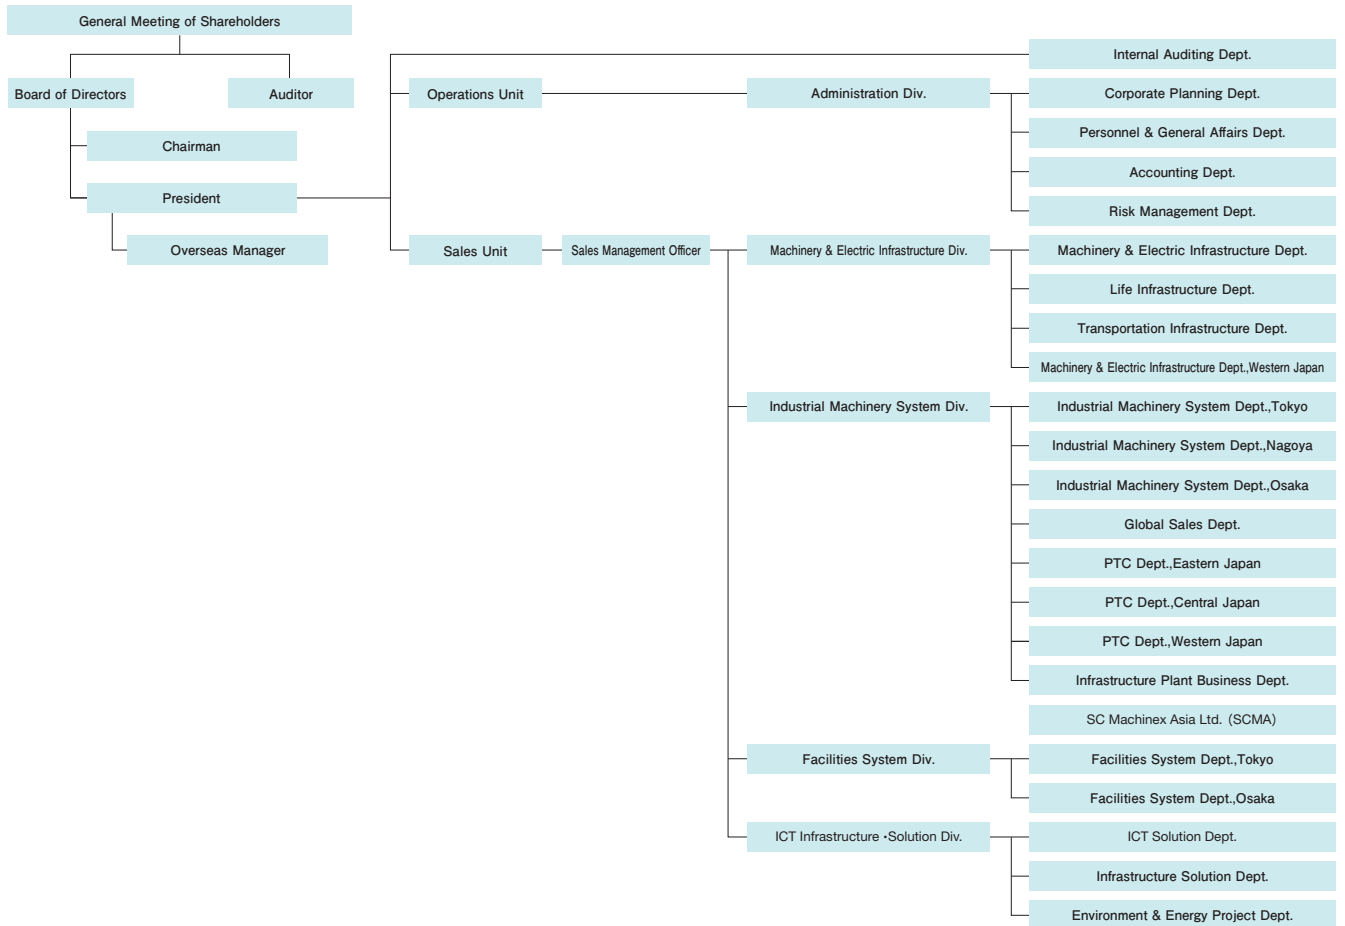 General Meeting of Shareholders
Board of Directors
Auditor
Chairman
President
Overseas Manager
Operations Unit
Sales Unit
Sales Management Officer
Administration Div.
Machinery & Electric Infrastructure Div.
Industrial Machinery System Div.
Facilities System Div.
ICT Infrastructure・Solution Div.
Internal Auditing Dept.
Corporate Planning Dept.
Personnel & General Affairs Dept.
Accounting Dept.
Risk Management Dept.
Machinery & Electric Infrastructure Dept.
Life Infrastructure Dept.
Transportation Infrastructure Dept.
Machinery & Electric Infrastructure Dept.,Western Japan
Industrial Machinery System Dept.,Tokyo
Industrial Machinery System Dept.,Nagoya
Industrial Machinery System Dept.,Osaka
Global Sales Dept.
PTC Dept.,Eastern Japan
PTC Dept.,Central Japan
PTC Dept.,Western Japan
Infrastructure Plant Business Dept.
SC Machinex Asia Ltd. (SCMA)
Facilities System Dept.,Tokyo
Facilities System Dept.,Osaka
ICT Solution Dept.
Infrastructure Solution Dept.
Environment & Energy Project Dept.